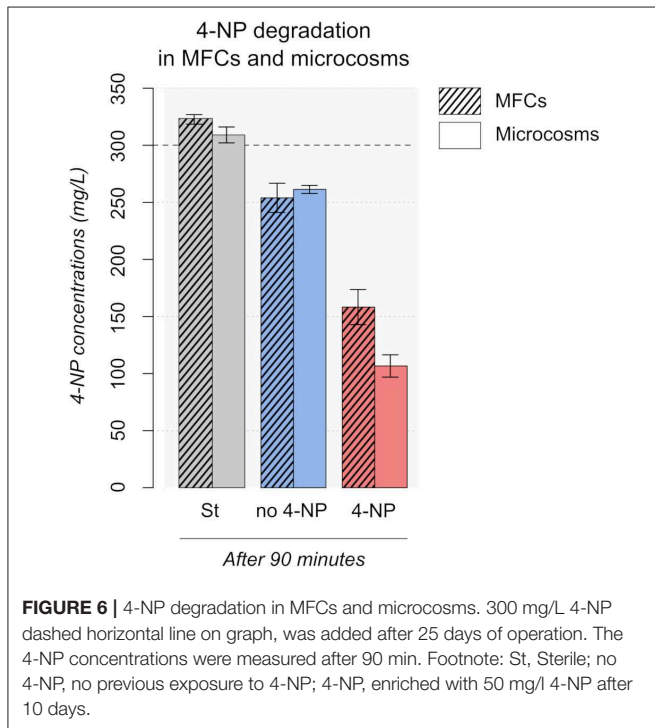 4-NP degradation
in MFCs and microcosms
MFCs
Microcosms
4-NP concentrations (mg/L)
350
300
250
200
150
100
50
0
St no 4-NP 4-NP
After 90 minutes
FIGURE 6 | 4-NP degradation in MFCs and microcosms. 300 mg/L 4-NP
dashed horizontal line on graph, was added after 25 days of operation. The
4-NP concentrations were measured after 90 min. Footnote: St, Sterile; no
4-NP, no previous exposure to 4-NP; 4-NP, enriched with 50 mg/l 4-NP after
10 days.